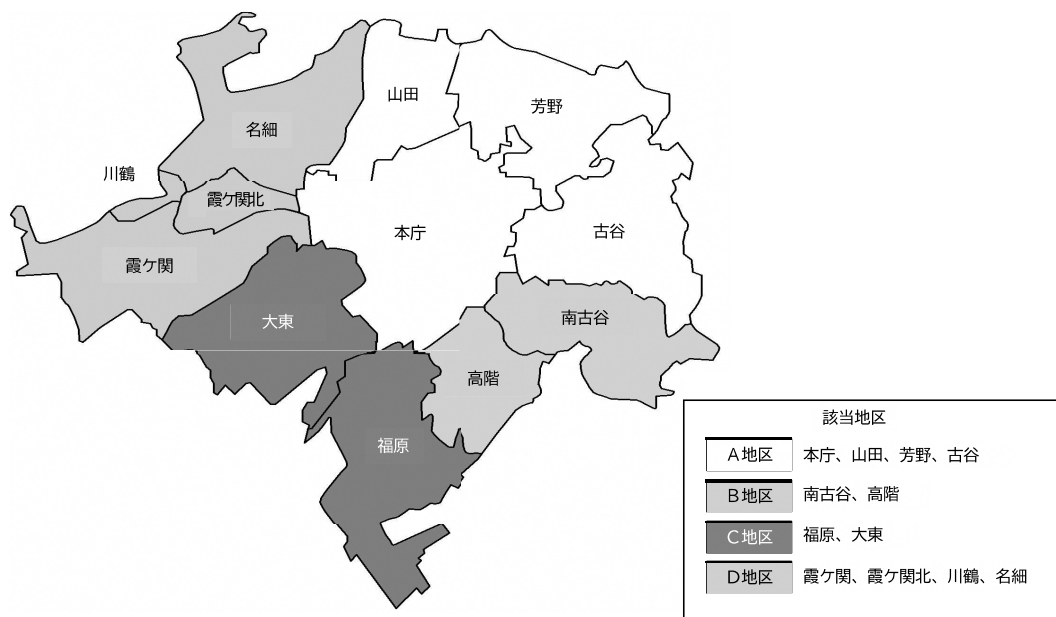 山田
芳野
名細
川鶴
霞ケ関北
本庁
古谷
霞ケ関
大東
南古谷
高階
福原
該当地区
A地区 本庁、山田、芳野、古谷
B地区 南古谷、高階
C地区 福原、大東
D地区 霞ケ関、霞ケ関北、川鶴、名細